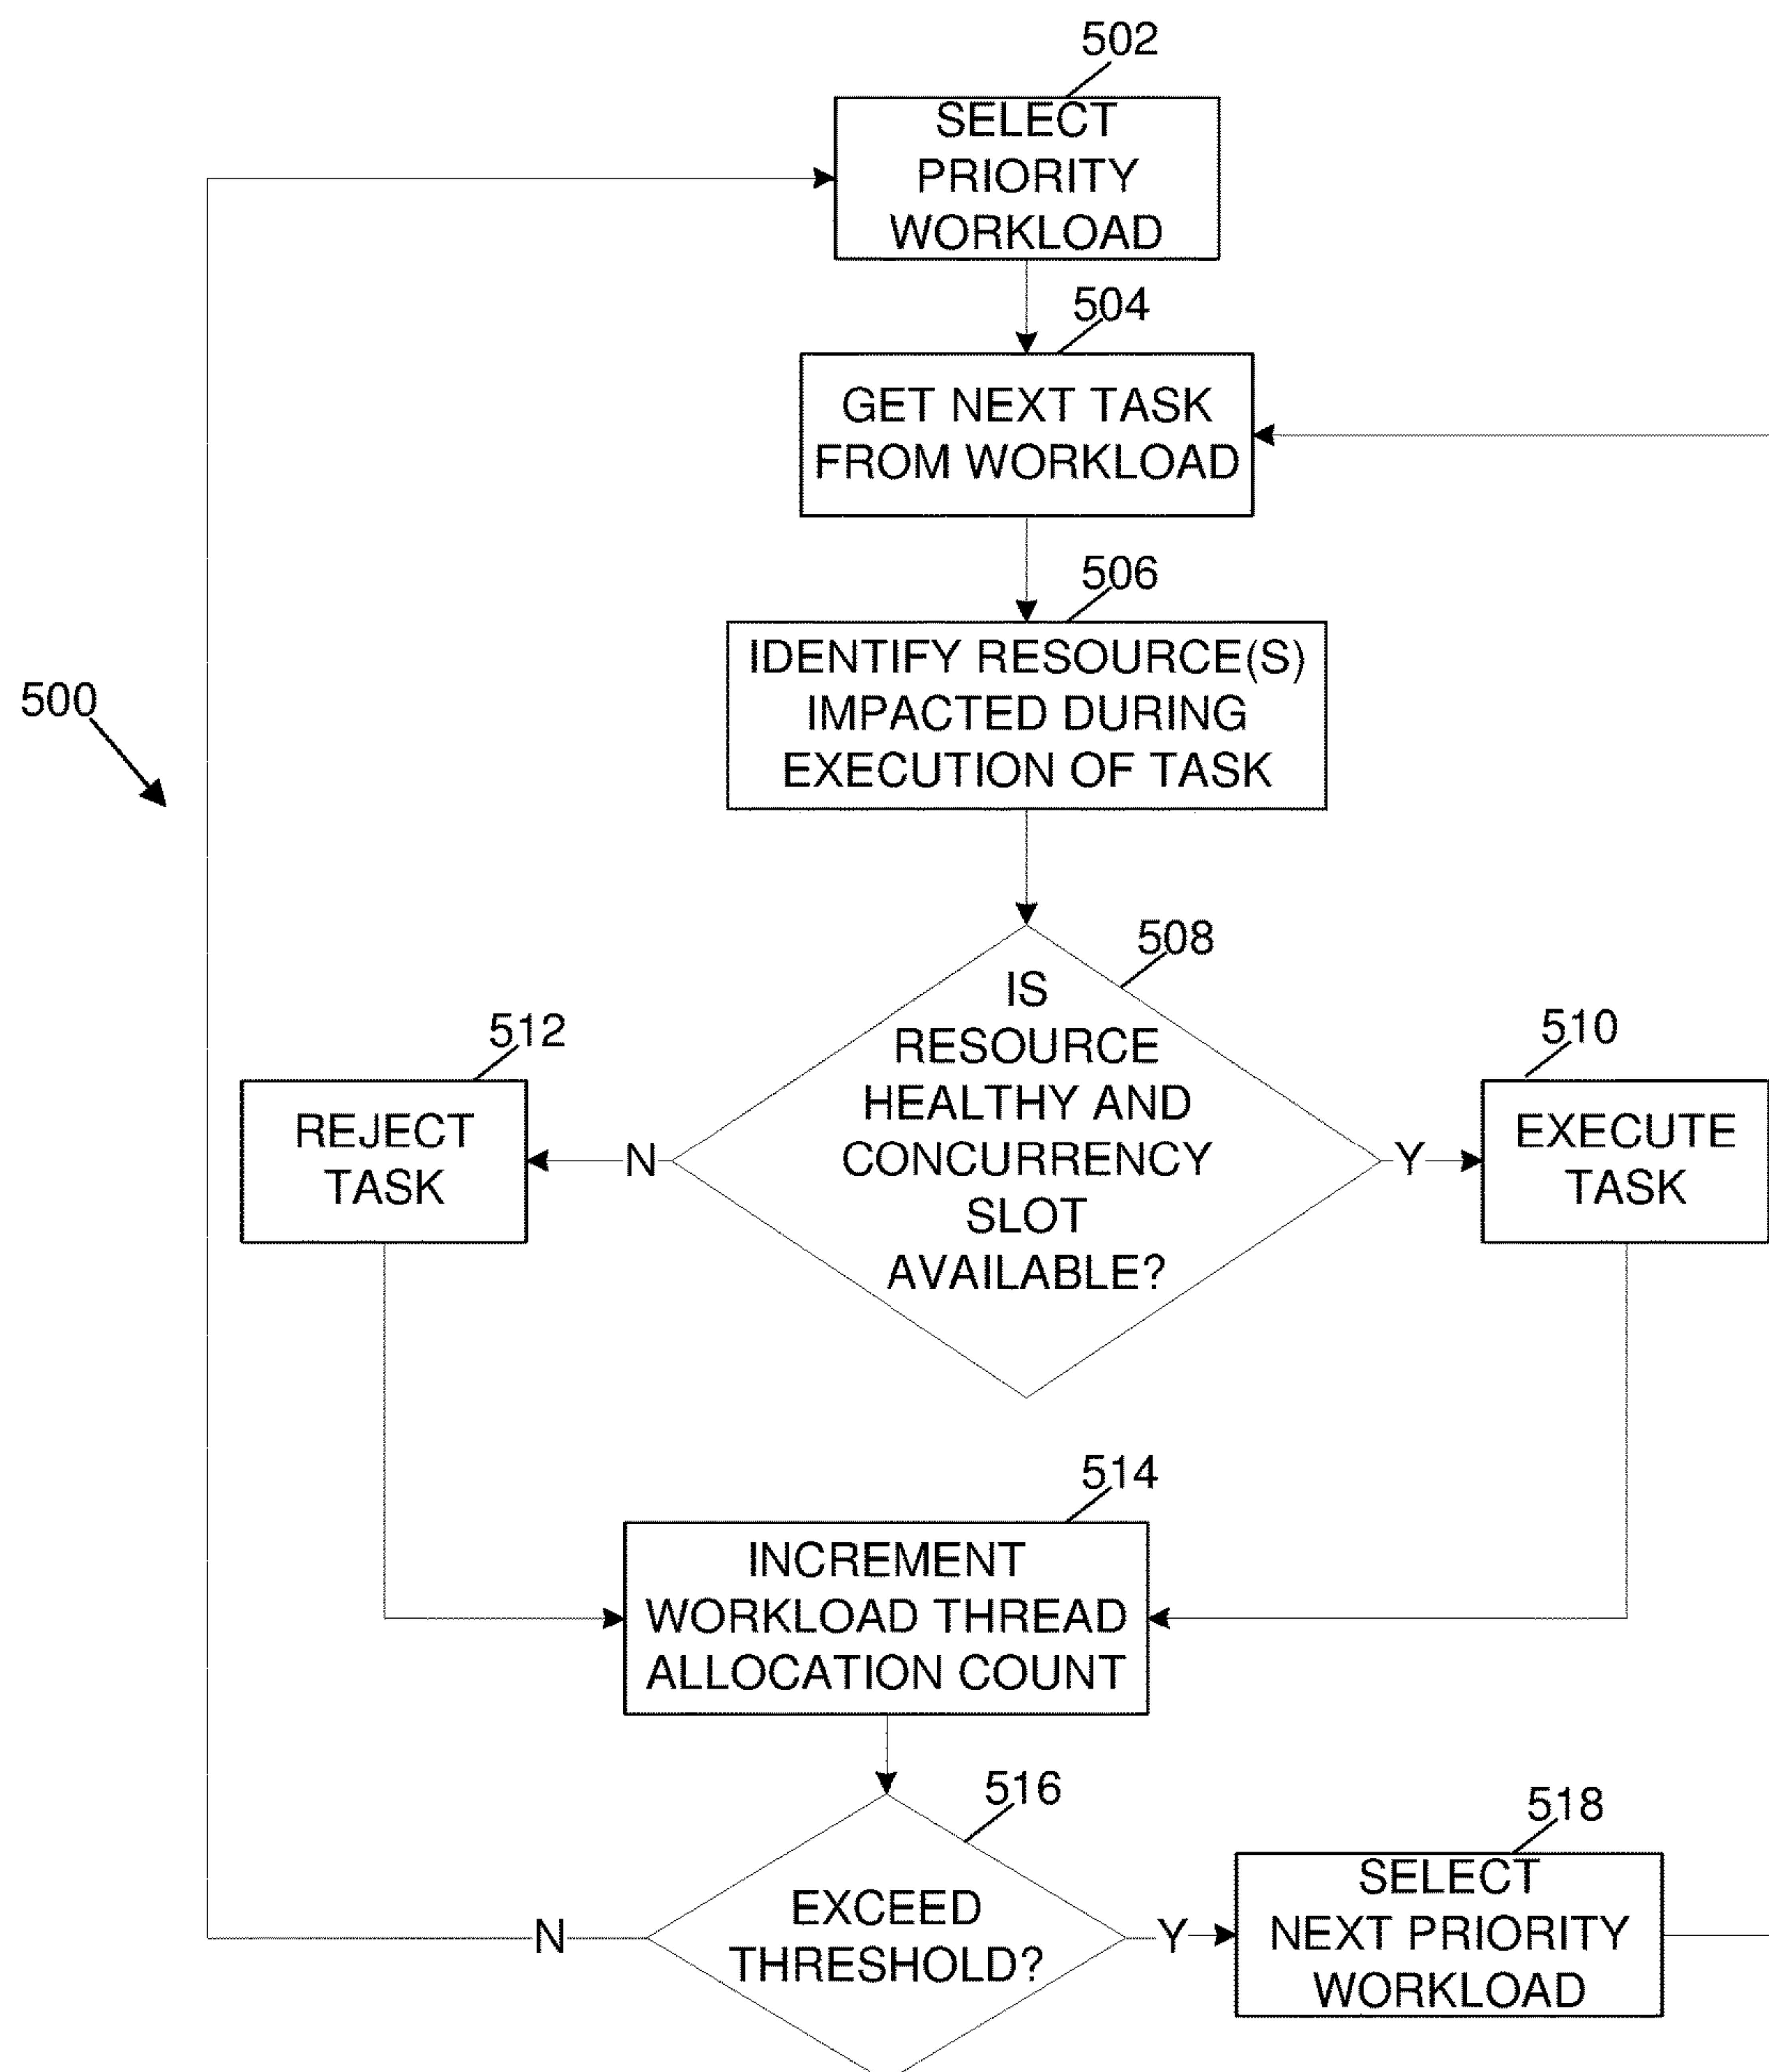 502
SELECT
PRIORITY
WORKLOAD
504
GET NEXT TASK
FROM WORKLOAD
506
IDENTIFY RESOURCE(S)
IMPACTED DURING
EXECUTION OF TASK
500
508
IS
RESOURCE
HEALTHY AND
CONCURRENCY
SLOT
AVAILABLE?
512
REJECT
TASK
N
Y
510
EXECUTE
TASK
514
INCREMENT
WORKLOAD THREAD
ALLOCATION COUNT
516
EXCEED
THRESHOLD?
N
Y
518
SELECT
NEXT PRIORITY
WORKLOAD